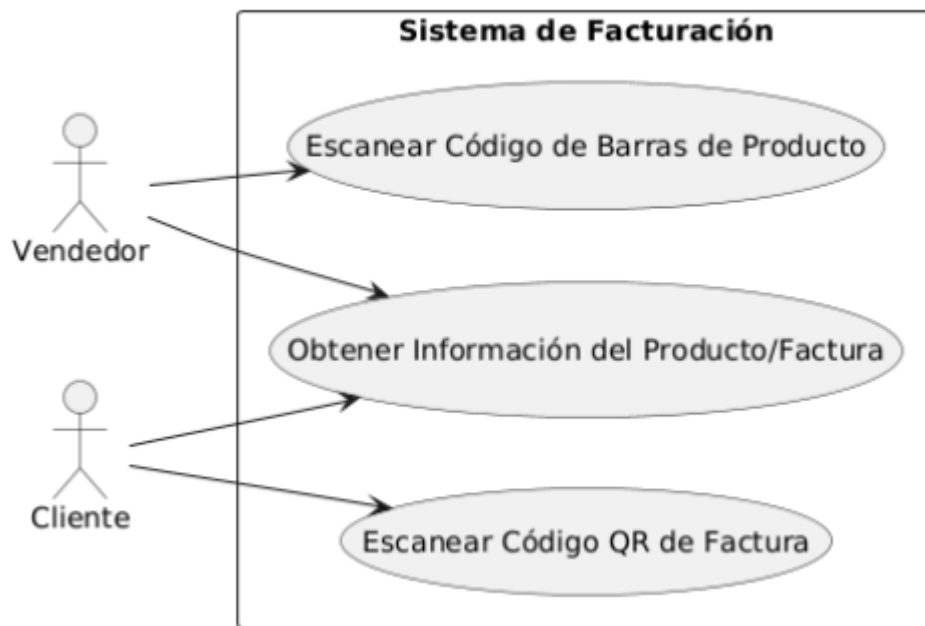 Sistema de Facturación
Escanear Código de Barras de Producto
Vendedor
Obtener Información del Producto/Factura
Cliente
Escanear Código QR de Factura